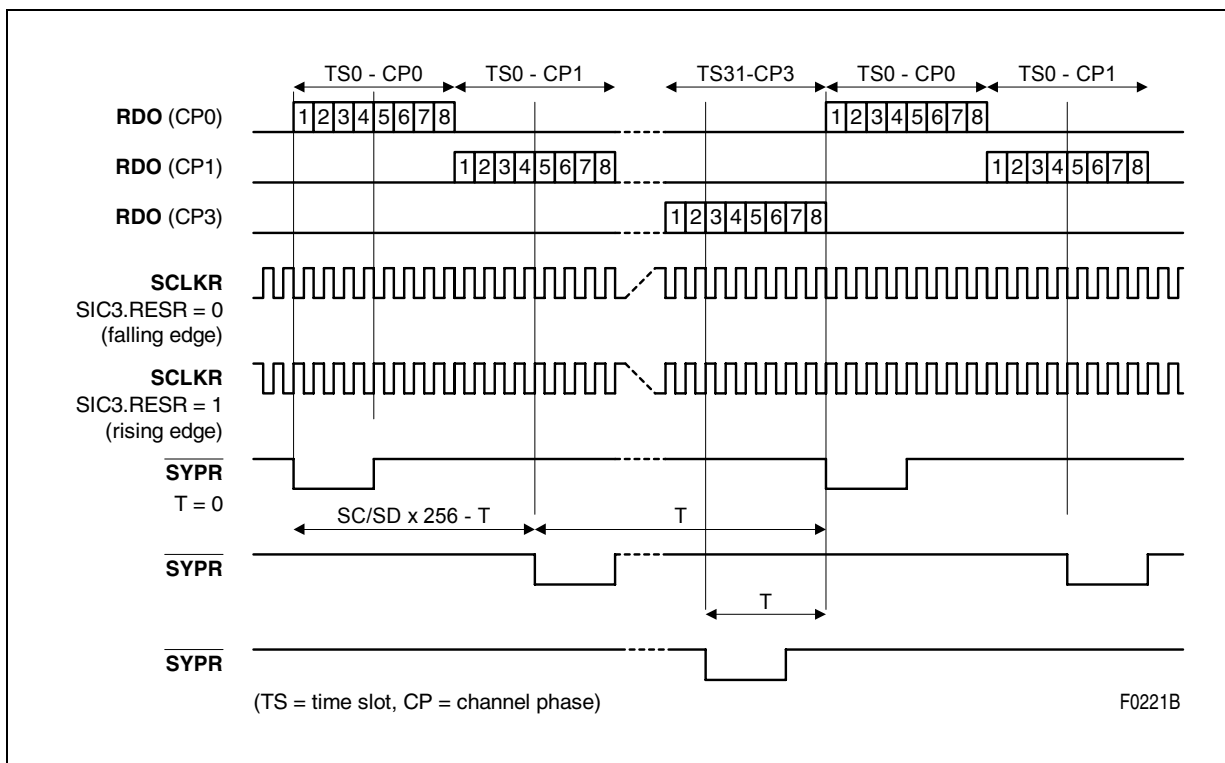 TS0 - CP0 TS0 - CP1 TS31-CP3 TS0 - CP0 TS0 - CP1
RDO (CP0) 1 2 3 4 5 6 7 8 1 2 3 4 5 6 7 8
RDO (CP1) 1 2 3 4 5 6 7 8 1 2 3 4 5 6 7 8
RDO (CP3) 1 2 3 4 5 6 7 8
SCLKR
SIC3.RESR = 0
(falling edge)
SCLKR
SIC3.RESR = 1
(rising edge)
SYPR
T = 0
SC/SD x 256 - T T
SYPR
T
SYPR
(TS = time slot, CP = channel phase) F0221B